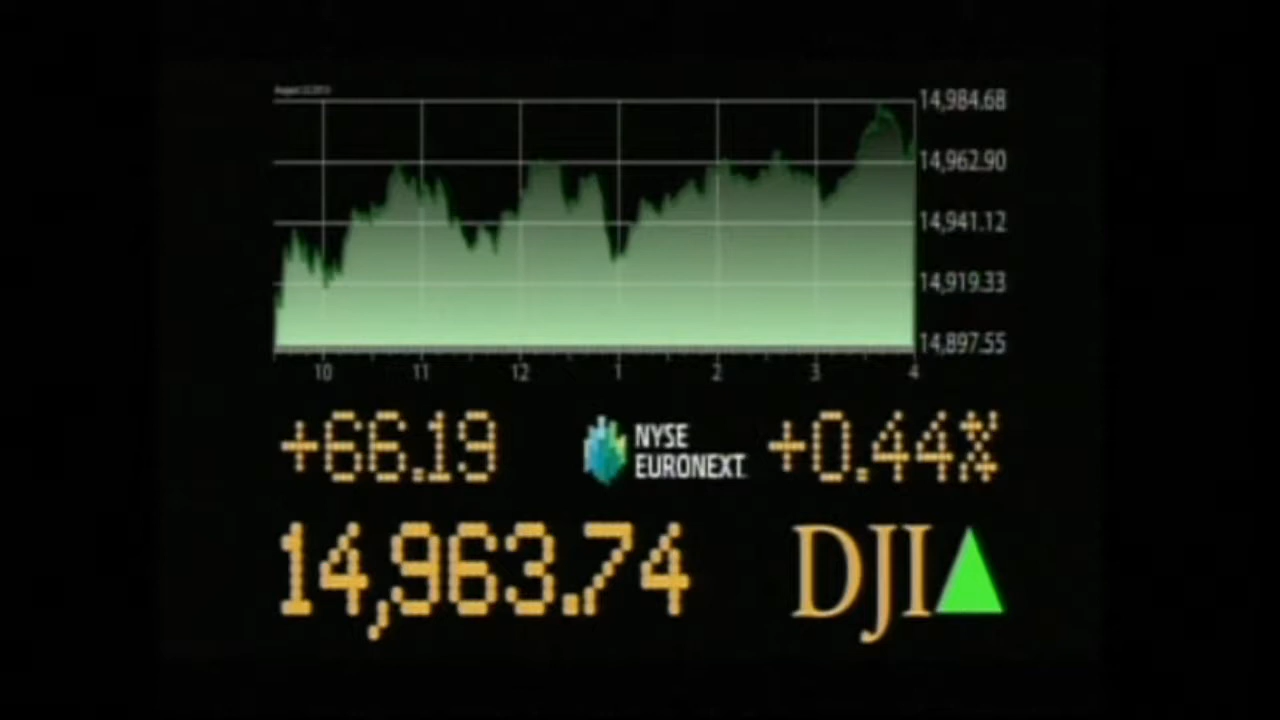 14,984.68
14,962.90
14,941.12
14,919.33
14,897.55
10 11 12 1 2 3 4
+66.19
NYSE
EURONEXT
+0.44%
14,963.74
DJI